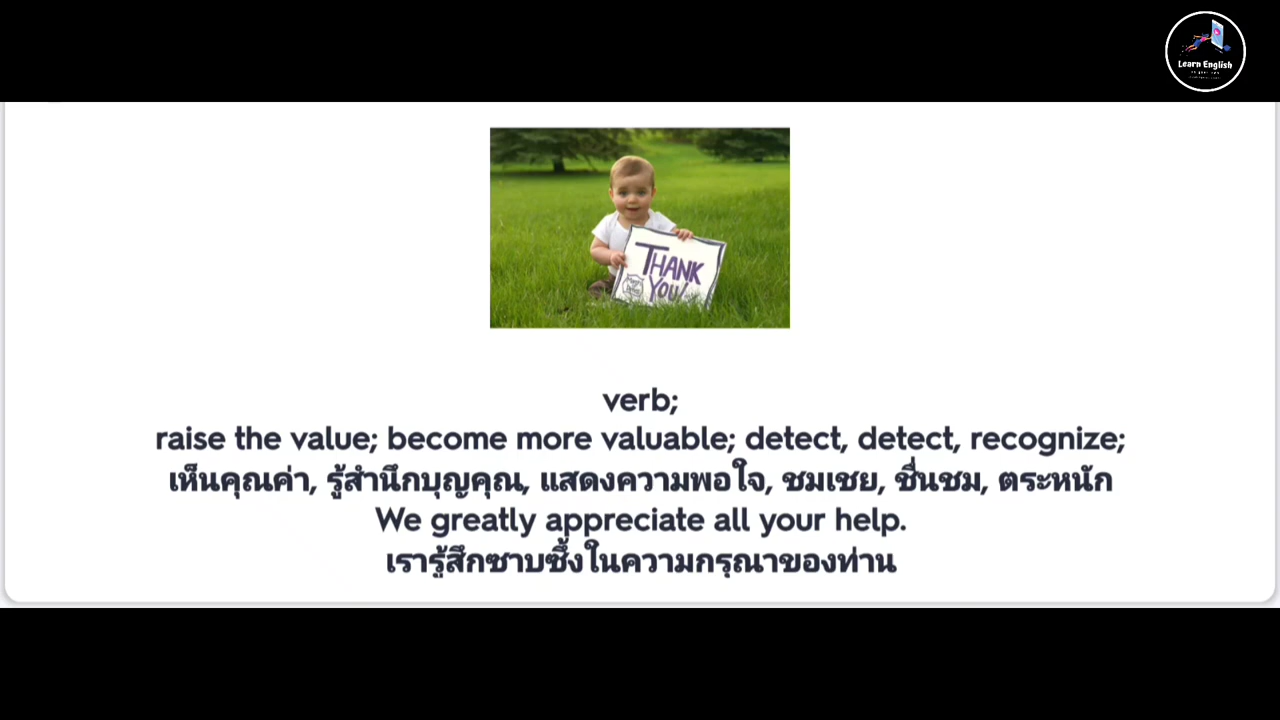 Learn English
THANK
YOU!
verb;
raise the value; become more valuable; detect, detect, recognize;
เห็นคุณค่า, รู้สำนึกบุญคุณ, แสดงความพอใจ, ชมเชย, ชื่นชม, ตระหนัก
We greatly appreciate all your help.
เรารู้สึกซาบซึ้งในความกรุณาของท่าน